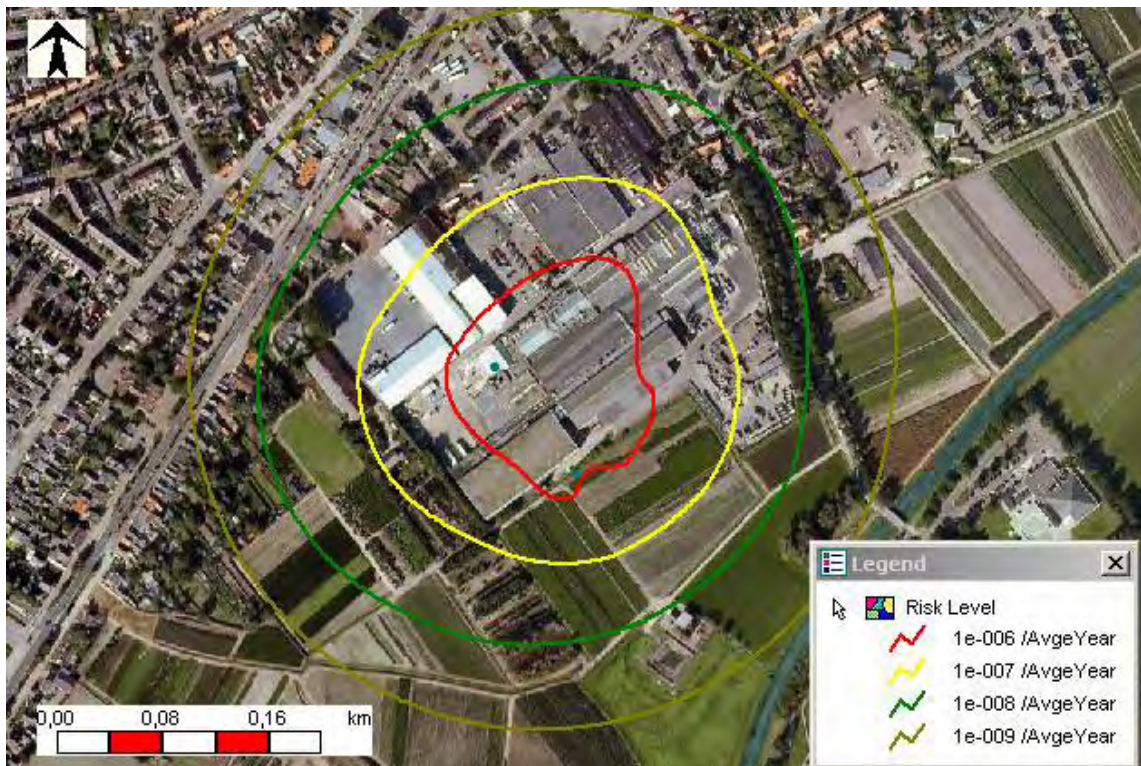 Legend
Risk Level
1e-006 /AvgeYear
1e-007 /AvgeYear
1e-008 /AvgeYear
1e-009 /AvgeYear
0,00 0,08 0,16 km